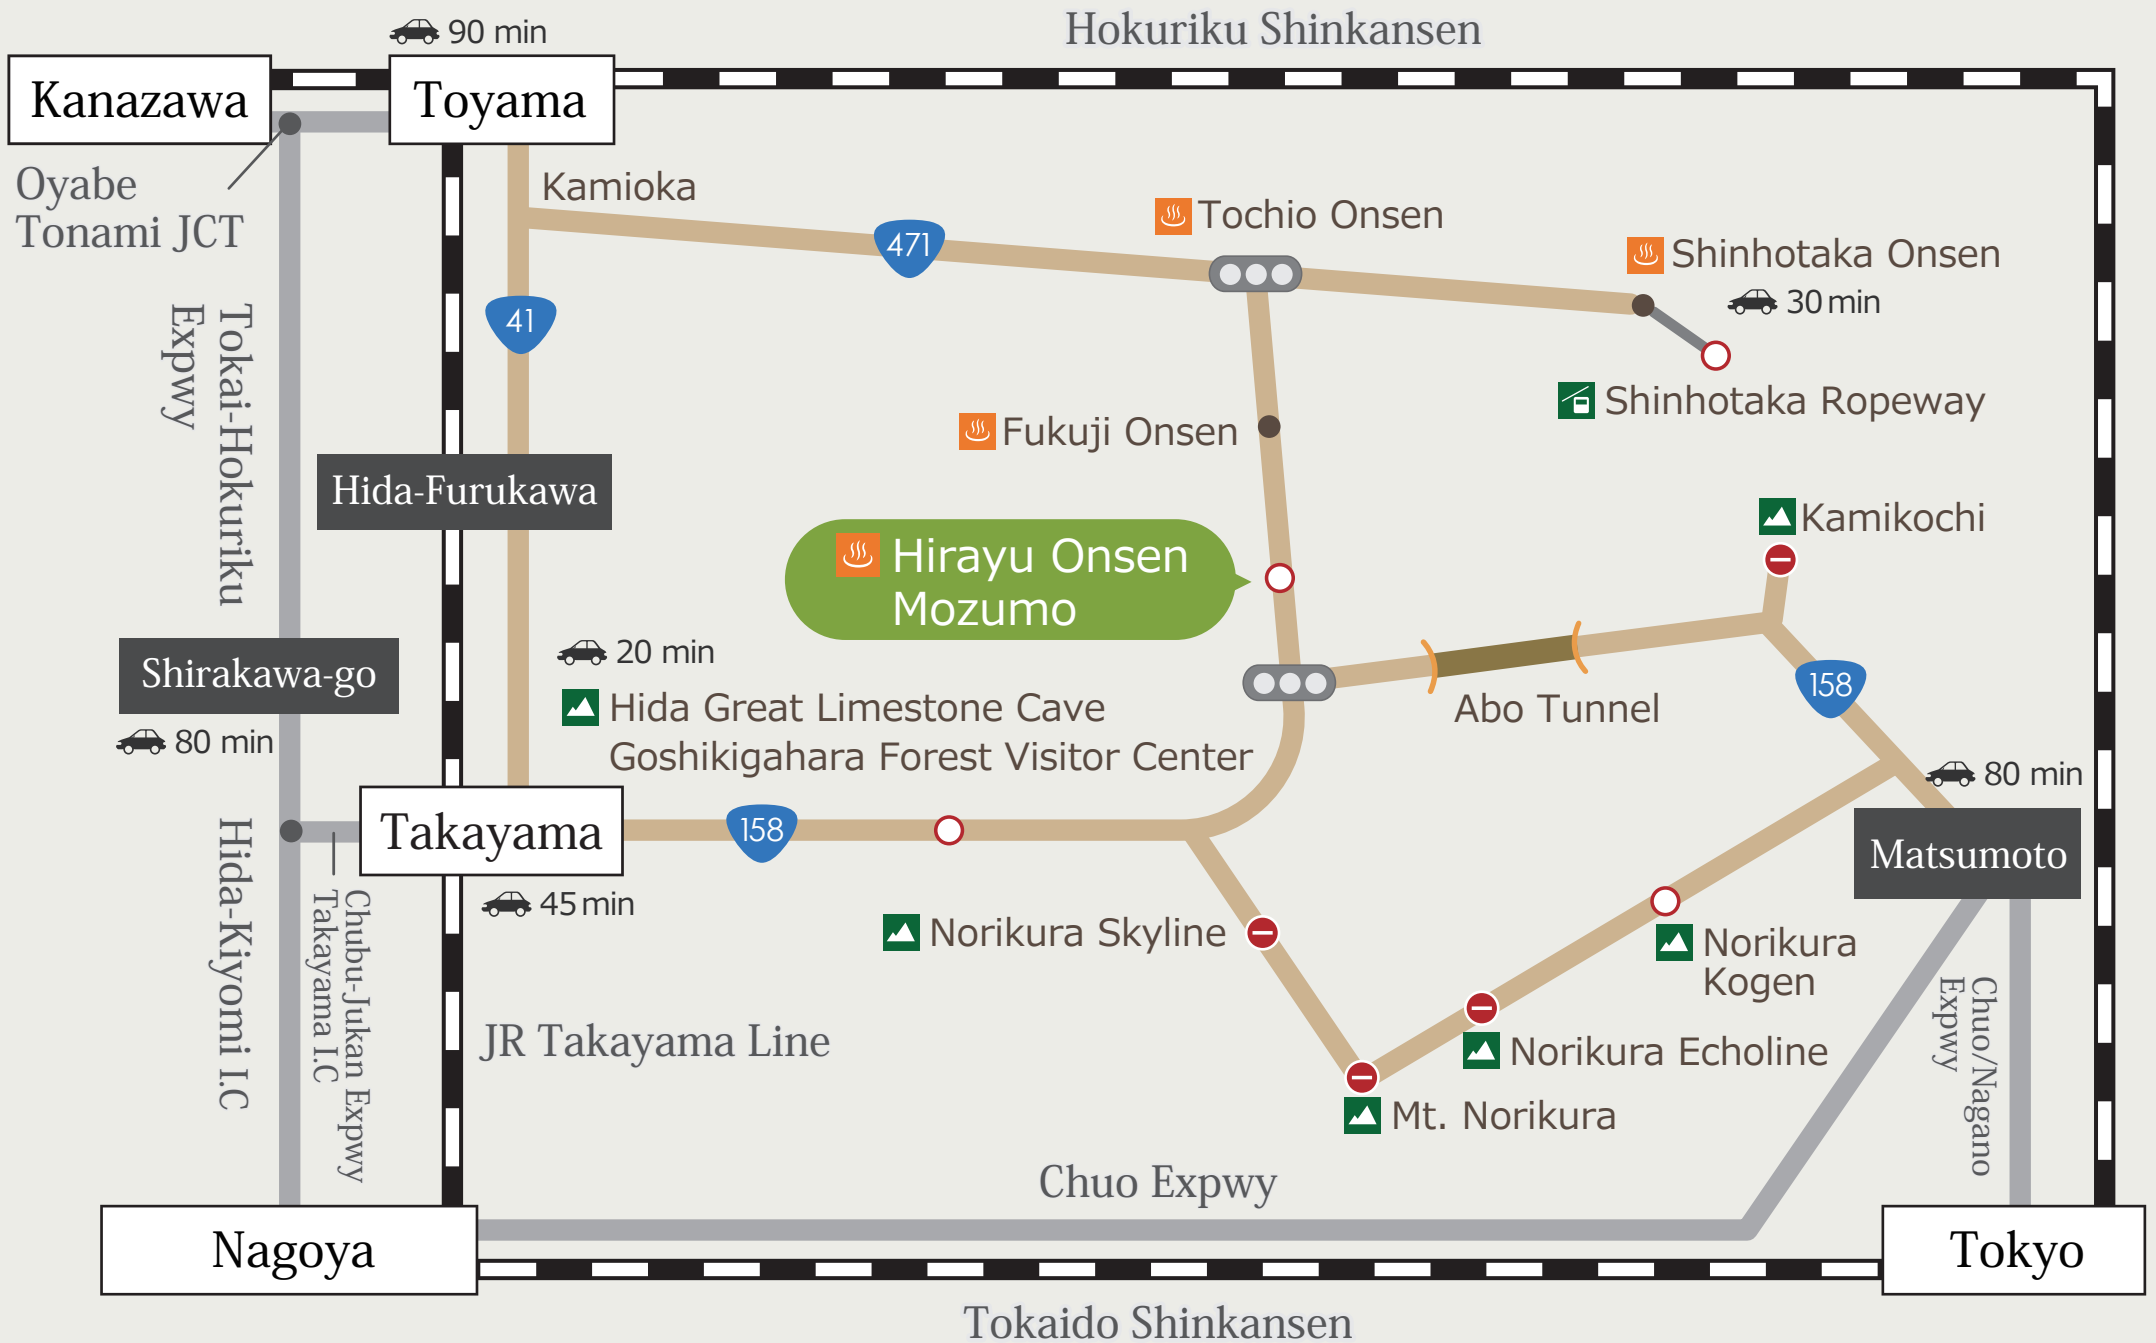 90 min
Hokuriku Shinkansen
Kanazawa
Toyama
Oyabe
Tonami JCT
Kamioka
471
Tochio Onsen
Shinhotaka Onsen
30 min
41
Tokai-Hokuriku
Expwy
Shinhotaka Ropeway
Fukuji Onsen
Hida-Furukawa
Kamikochi
Hirayu Onsen
Mozumo
20 min
Shirakawa-go
80 min
Hida Great Limestone Cave
Goshikigahara Forest Visitor Center
Abo Tunnel
158
80 min
Takayama
158
Matsumoto
45 min
Hida-Kiyomi I.C
Chubu-Jukan Expwy
Takayama I.C
Norikura Skyline
Norikura
Kogen
Chuo/Nagano
Expwy
JR Takayama Line
Norikura Echoline
Mt. Norikura
Chuo Expwy
Nagoya
Tokyo
Tokaido Shinkansen